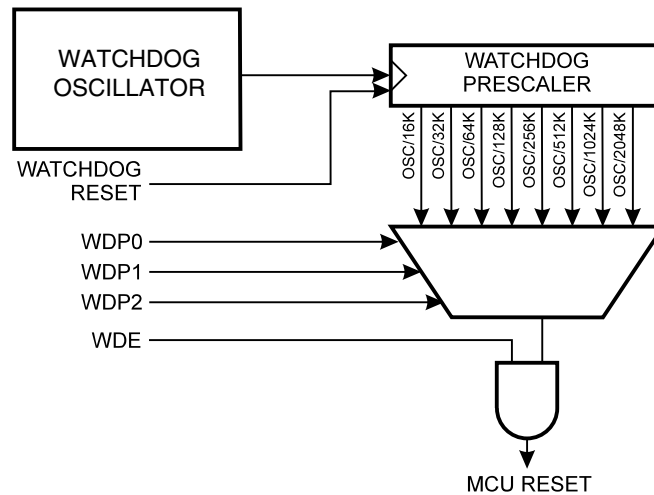 WATCHDOG
OSCILLATOR
WATCHDOG
PRESCALER
OSC/16K
OSC/32K
OSC/64K
OSC/128K
OSC/256K
OSC/512K
OSC/1024K
OSC/2048K
WATCHDOG
RESET
WDP0
WDP1
WDP2
WDE
MCU RESET